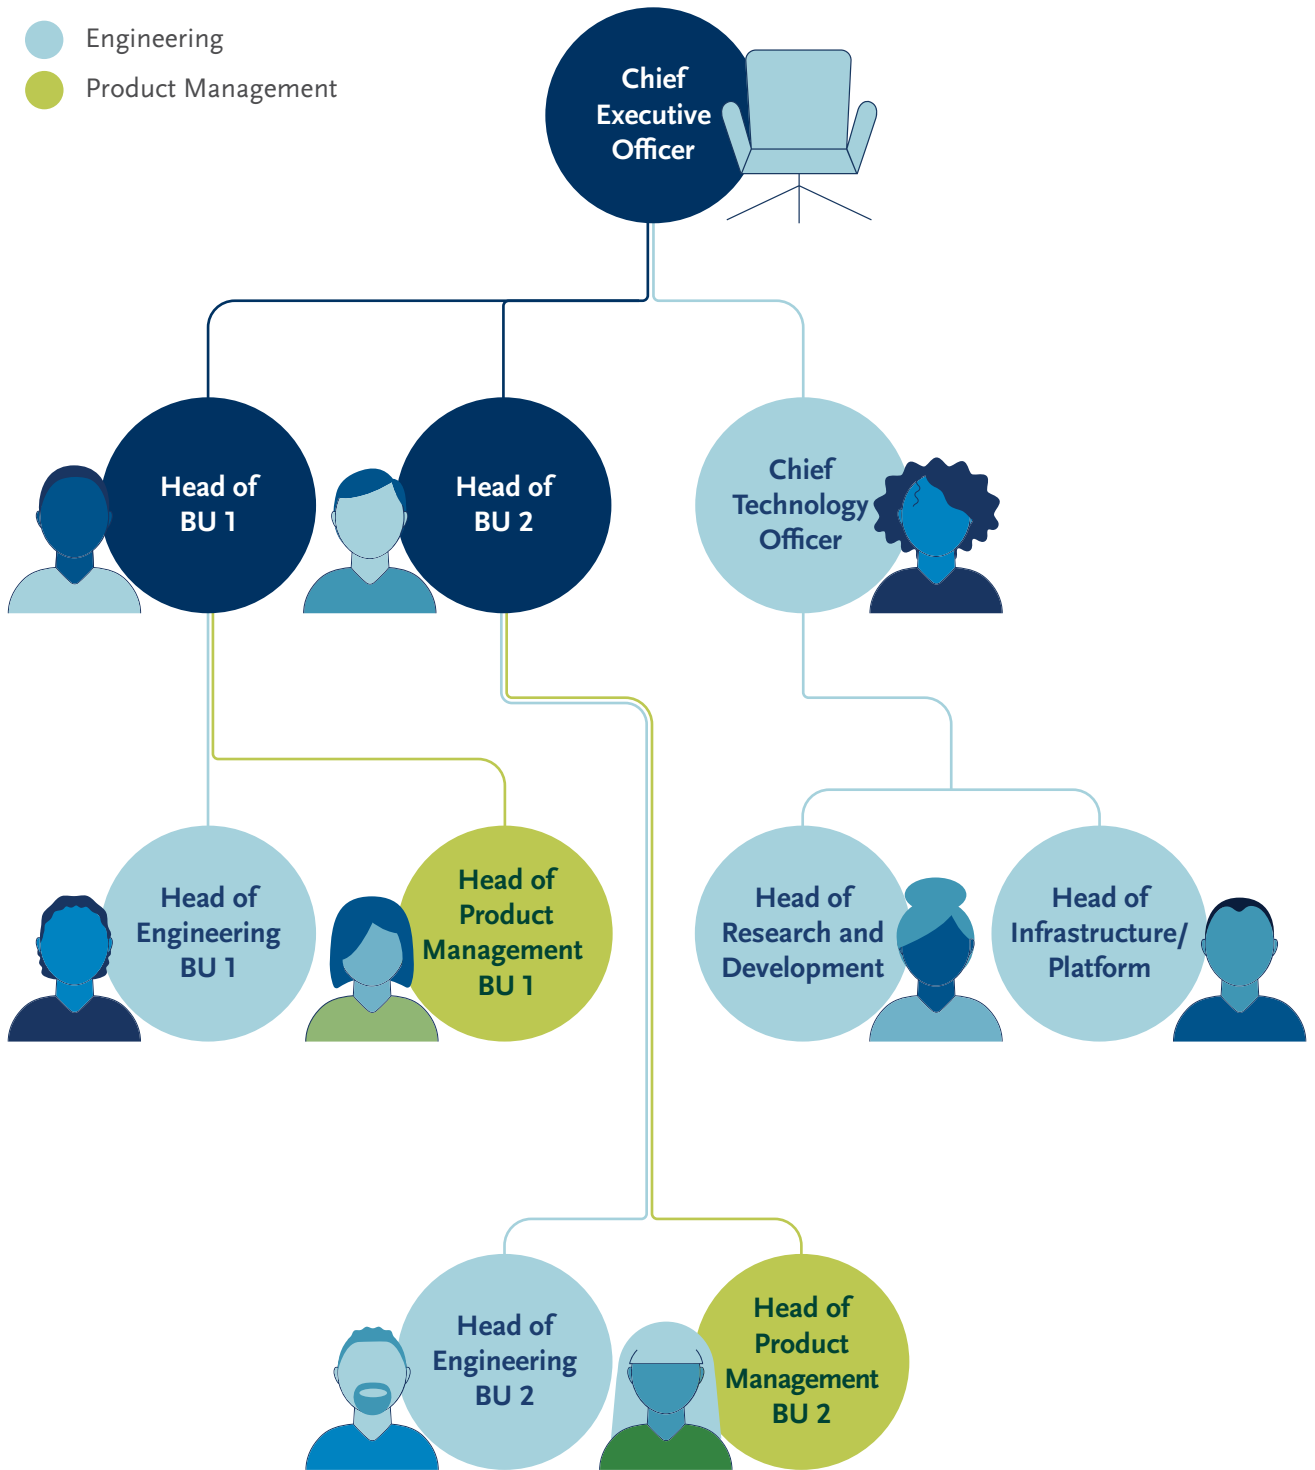 Engineering
Product Management
Chief
Executive
Officer
Head of
BU 1
Head of
BU 2
Chief
Technology
Officer
Head of
Engineering
BU 1
Head of
Product
Management
BU 1
Head of
Research and
Development
Head of
Infrastructure/
Platform
Head of
Engineering
BU 2
Head of
Product
Management
BU 2